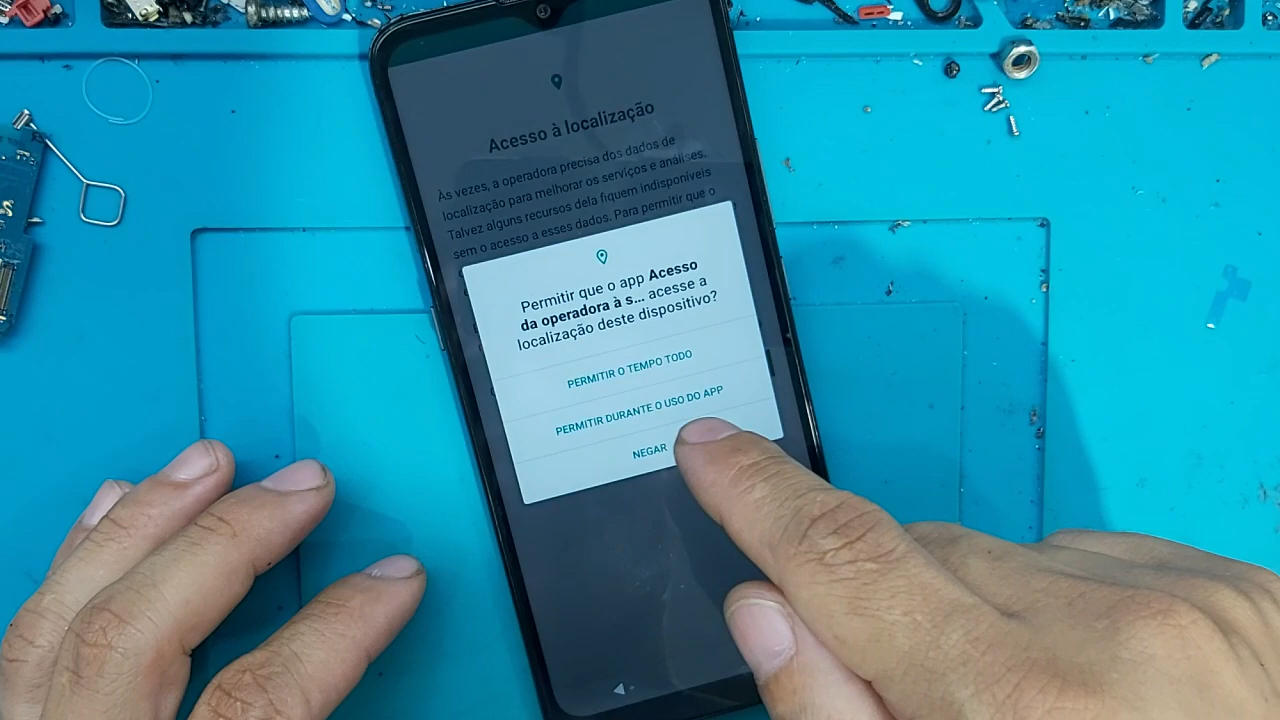 Acesso à localização
Às vezes, a operadora precisa dos dados de
localização para melhorar os serviços e análises.
Talvez alguns recursos dela fiquem indisponíveis
sem o acesso a esses dados. Para permitir que o
Permitir que o app Acesso
da operadora à s... acesse a
localização deste dispositivo?
PERMITIR O TEMPO TODO
PERMITIR DURANTE O USO DO APP
NEGAR